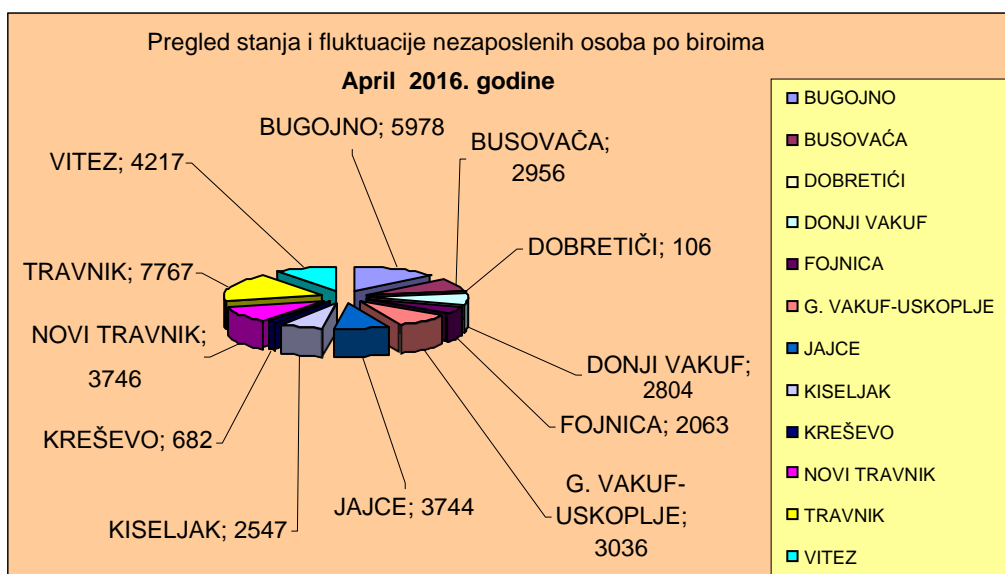 Pregled stanja i fluktuacije nezaposlenih osoba po biroima
April 2016. godine
BUGOJNO; 5978
BUSOVAČA;
2956
DOBRETIČI; 106
DONJI VAKUF;
2804
FOJNICA; 2063
G. VAKUF-
USKOPLJE;
3036
JAJCE; 3744
KISELJAK; 2547
KREŠEVO; 682
NOVI TRAVNIK;
3746
TRAVNIK; 7767
VITEZ; 4217
BUGOJNO
BUSOVAĆA
DOBRETIĆI
DONJI VAKUF
FOJNICA
G. VAKUF-USKOPLJE
JAJCE
KISELJAK
KREŠEVO
NOVI TRAVNIK
TRAVNIK
VITEZ